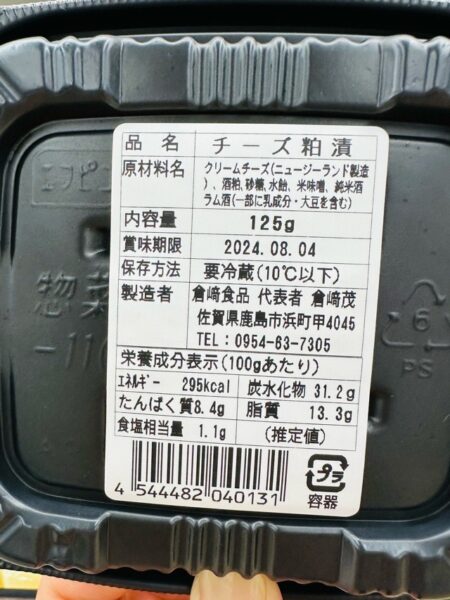 品名 チーズ粕漬
原材料名 クリームチーズ(ニュージーランド製造
)、酒粕、砂糖、水飴、米味噌、純米酒
ラム酒(一部に乳成分・大豆を含む)
内容量 125g
賞味期限 2024.08.04
保存方法 要冷蔵(10℃以下)
製造者 倉﨑食品 代表者 倉﨑茂
佐賀県鹿島市浜町甲4045
TEL:0954-63-7305
栄養成分表示(100gあたり)
エネルギー 295kcal 炭水化物 31.2g
たんぱく質8.4g 脂質 13.3g
食塩相当量 1.1g (推定値)
4 544482 040131
プラ
容器
惣菜
6
PS